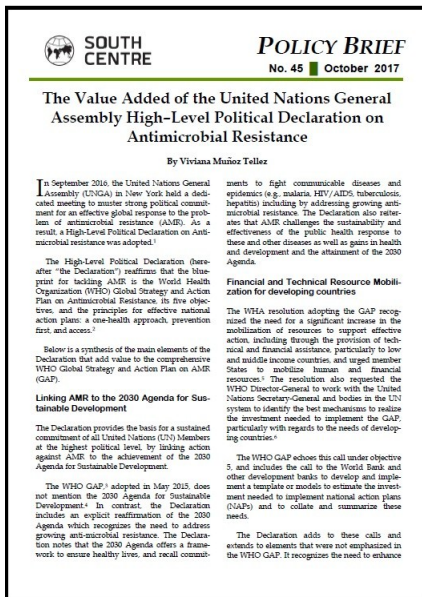 SOUTH
CENTRE
POLICY BRIEF
No. 45 October 2017
The Value Added of the United Nations General
Assembly High-Level Political Declaration on
Antimicrobial Resistance
By Viviana Muñoz Tellez
In September 2016, the United Nations General
Assembly (UNGA) in New York held a dedi-
cated meeting to muster strong political commit-
ment for an effective global response to the prob-
lem of antimicrobial resistance (AMR). As a
result, a High-Level Political Declaration on Anti-
microbial resistance was adopted.1
The High-Level Political Declaration (here-
after "the Declaration") reaffirms that the blue-
print for tackling AMR is the World Health
Organization (WHO) Global Strategy and Action
Plan on Antimicrobial Resistance, its five objec-
tives, and the principles for effective national
action plans: a one-health approach, prevention
first, and access.2
Below is a synthesis of the main elements of the
Declaration that add value to the comprehensive
WHO Global Strategy and Action Plan on AMR
(GAP).
Linking AMR to the 2030 Agenda for Sus-
tainable Development
The Declaration provides the basis for a sustained
commitment of all United Nations (UN) Members
at the highest political level, by linking action
against AMR to the achievement of the 2030
Agenda for Sustainable Development.
The WHO GAP,3 adopted in May 2015, does
not mention the 2030 Agenda for Sustainable
Development.4 In contrast, the Declaration
includes an explicit reaffirmation of the 2030
Agenda which recognizes the need to address
growing anti-microbial resistance. The Declara-
tion notes that the 2030 Agenda offers a frame-
work to ensure healthy lives, and recall commit-
ments to fight communicable diseases and
epidemics (e.g., malaria, HIV/AIDS, tuberculosis,
hepatitis) including by addressing growing anti-
microbial resistance. The Declaration also reiter-
ates that AMR challenges the sustainability and
effectiveness of the public health response to
these and other diseases as well as gains in health
and development and the attainment of the 2030
Agenda.
Financial and Technical Resource Mobili-
zation for developing countries
The WHA resolution adopting the GAP recog-
nized the need for a significant increase in the
mobilization of resources to support effective
action, including through the provision of tech-
nical and financial assistance, particularly to low
and middle income countries, and urged member
States to mobilize human and financial
resources.5 The resolution also requested the
WHO Director-General to work with the United
Nations Secretary-General and bodies in the UN
system to identify the best mechanisms to realize
the investment needed to implement the GAP,
particularly with regards to the needs of develop-
ing countries.6
The WHO GAP echoes this call under objective
5, and includes the call to the World Bank and
other development banks to develop and imple-
ment a template or models to estimate the invest-
ment needed to implement national action plans
(NAPs) and to collate and summarize these
needs.
The Declaration adds to these calls and
extends to elements that were not emphasized in
the WHO GAP. It recognizes the need to enhance